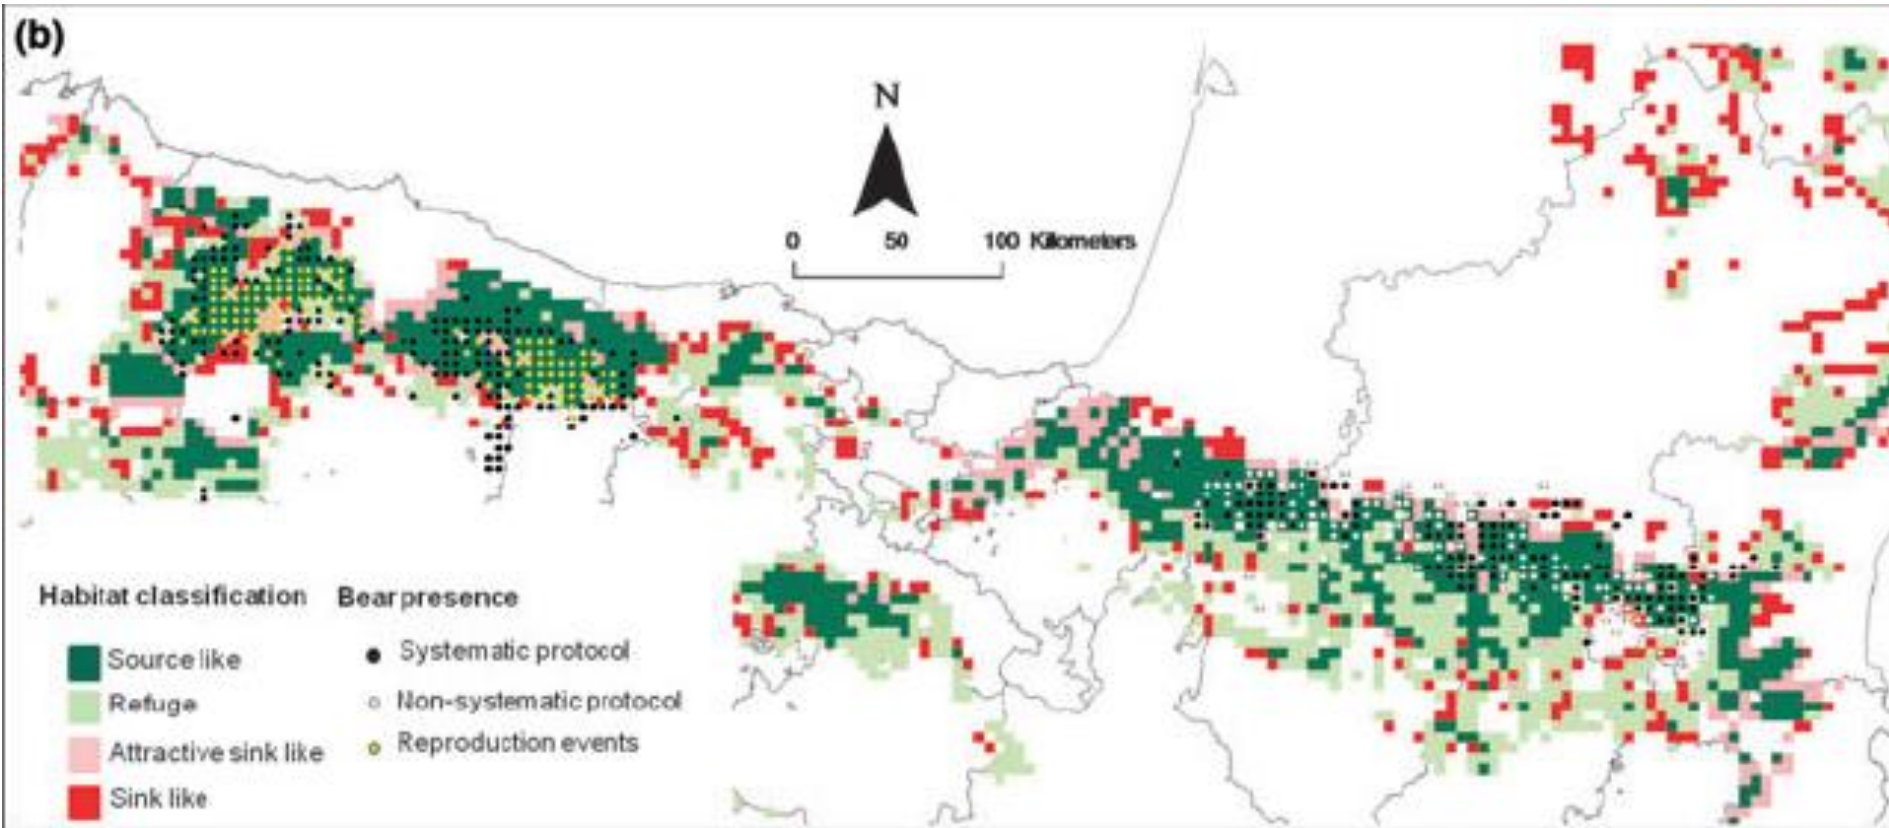 (b)
N
0 50 100 Kilometers
Habitat classification
Source like
Refuge
Attractive sink like
Sink like
Bear presence
Systematic protocol
Non-systematic protocol
Reproduction events